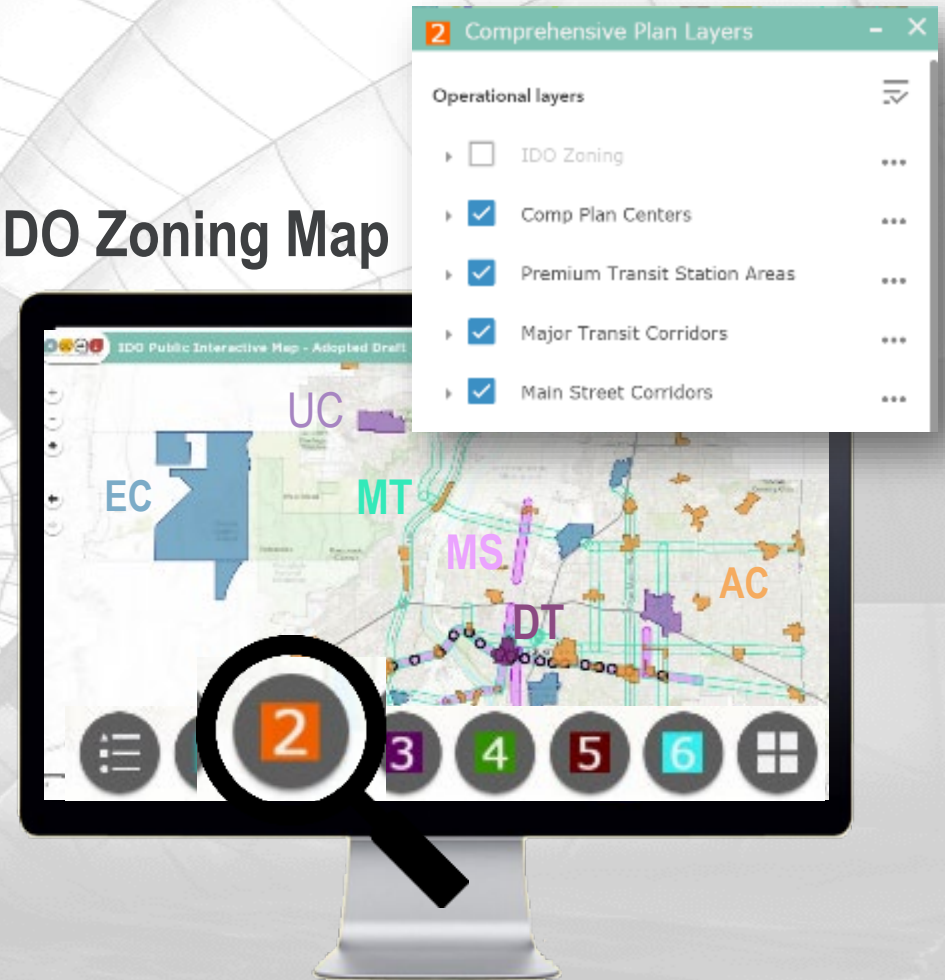 2 Comprehensive Plan Layers
Operational layers
IDO Zoning
Comp Plan Centers
Premium Transit Station Areas
Major Transit Corridors
Main Street Corridors
DO Zoning Map
IDO Public Interactive Map - Adopted Draft
UC
EC
MT
MS
AC
DT
2
3
4
5
6